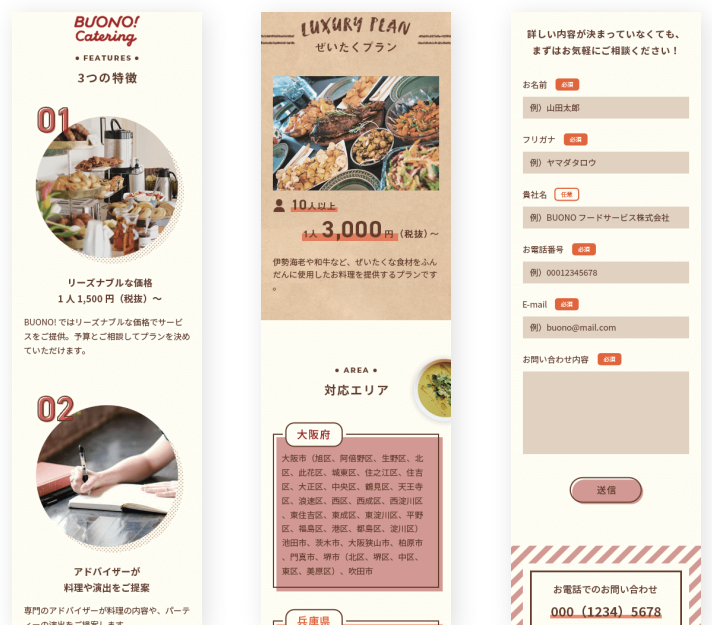 BUONO!
Catering
• FEATURES •
3つの特徴
01
リーズナブルな価格
1人1,500円（税抜）〜
BUONO! ではリーズナブルな価格でサービ
スをご提供。予算とご相談してプランを決め
ていただけます。
02
アドバイザーが
料理や演出をご提案
専門のアドバイザーが料理の内容や、パーテ
ィーの演出をご提案します
LUXURY PLAN
ぜいたくプラン
10人以上
1人 3,000円（税抜）〜
伊勢海老や和牛など、ぜいたくな食材をふん
だんに使用したお料理を提供するプランです
。
• AREA •
対応エリア
大阪府
大阪市（旭区、阿倍野区、生野区、北
区、此花区、城東区、住之江区、住吉
区、大正区、中央区、鶴見区、天王寺
区、浪速区、西区、西成区、西淀川区
、東住吉区、東成区、東淀川区、平野
区、福島区、港区、都島区、淀川区）
池田市、茨木市、大阪狭山市、柏原市
、門真市、堺市（北区、堺区、中区、
東区、美原区）、吹田市
兵庫県
詳しい内容が決まっていなくても、
まずはお気軽にご相談ください！
お名前 必須
例）山田太郎
フリガナ 必須
例）ヤマダタロウ
貴社名 任意
例）BUONO フードサービス株式会社
お電話番号 必須
例）00012345678
E-mail 必須
例）buono@mail.com
お問い合わせ内容 必須
送信
お電話でのお問い合わせ
000（1234）5678